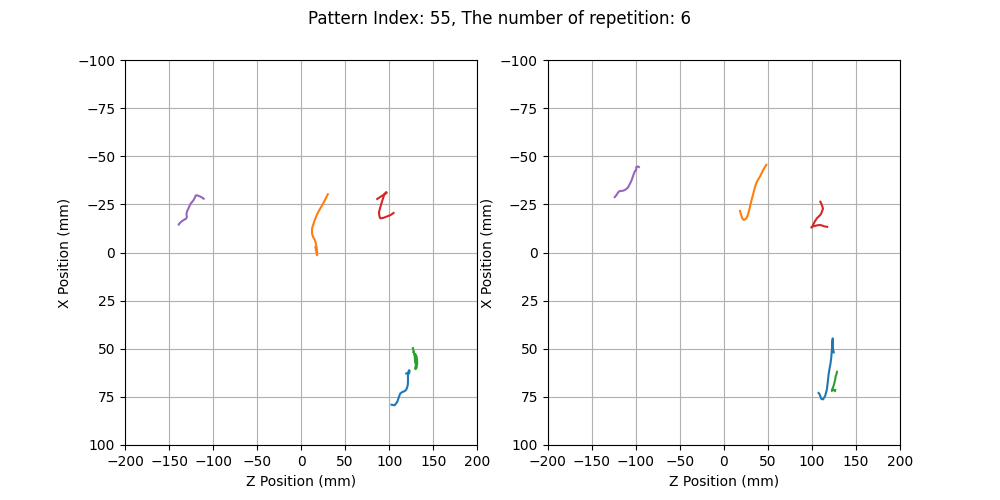 Pattern Index: 55, The number of repetition: 6
−100 −100
−75 −75
−50 −50
−25 −25
0 0
25 25
50 50
75 75
100 100
X Position (mm) X Position (mm)
−200 −150 −100 −50 0 50 100 150 200 −200 −150 −100 −50 0 50 100 150 200
Z Position (mm) Z Position (mm)